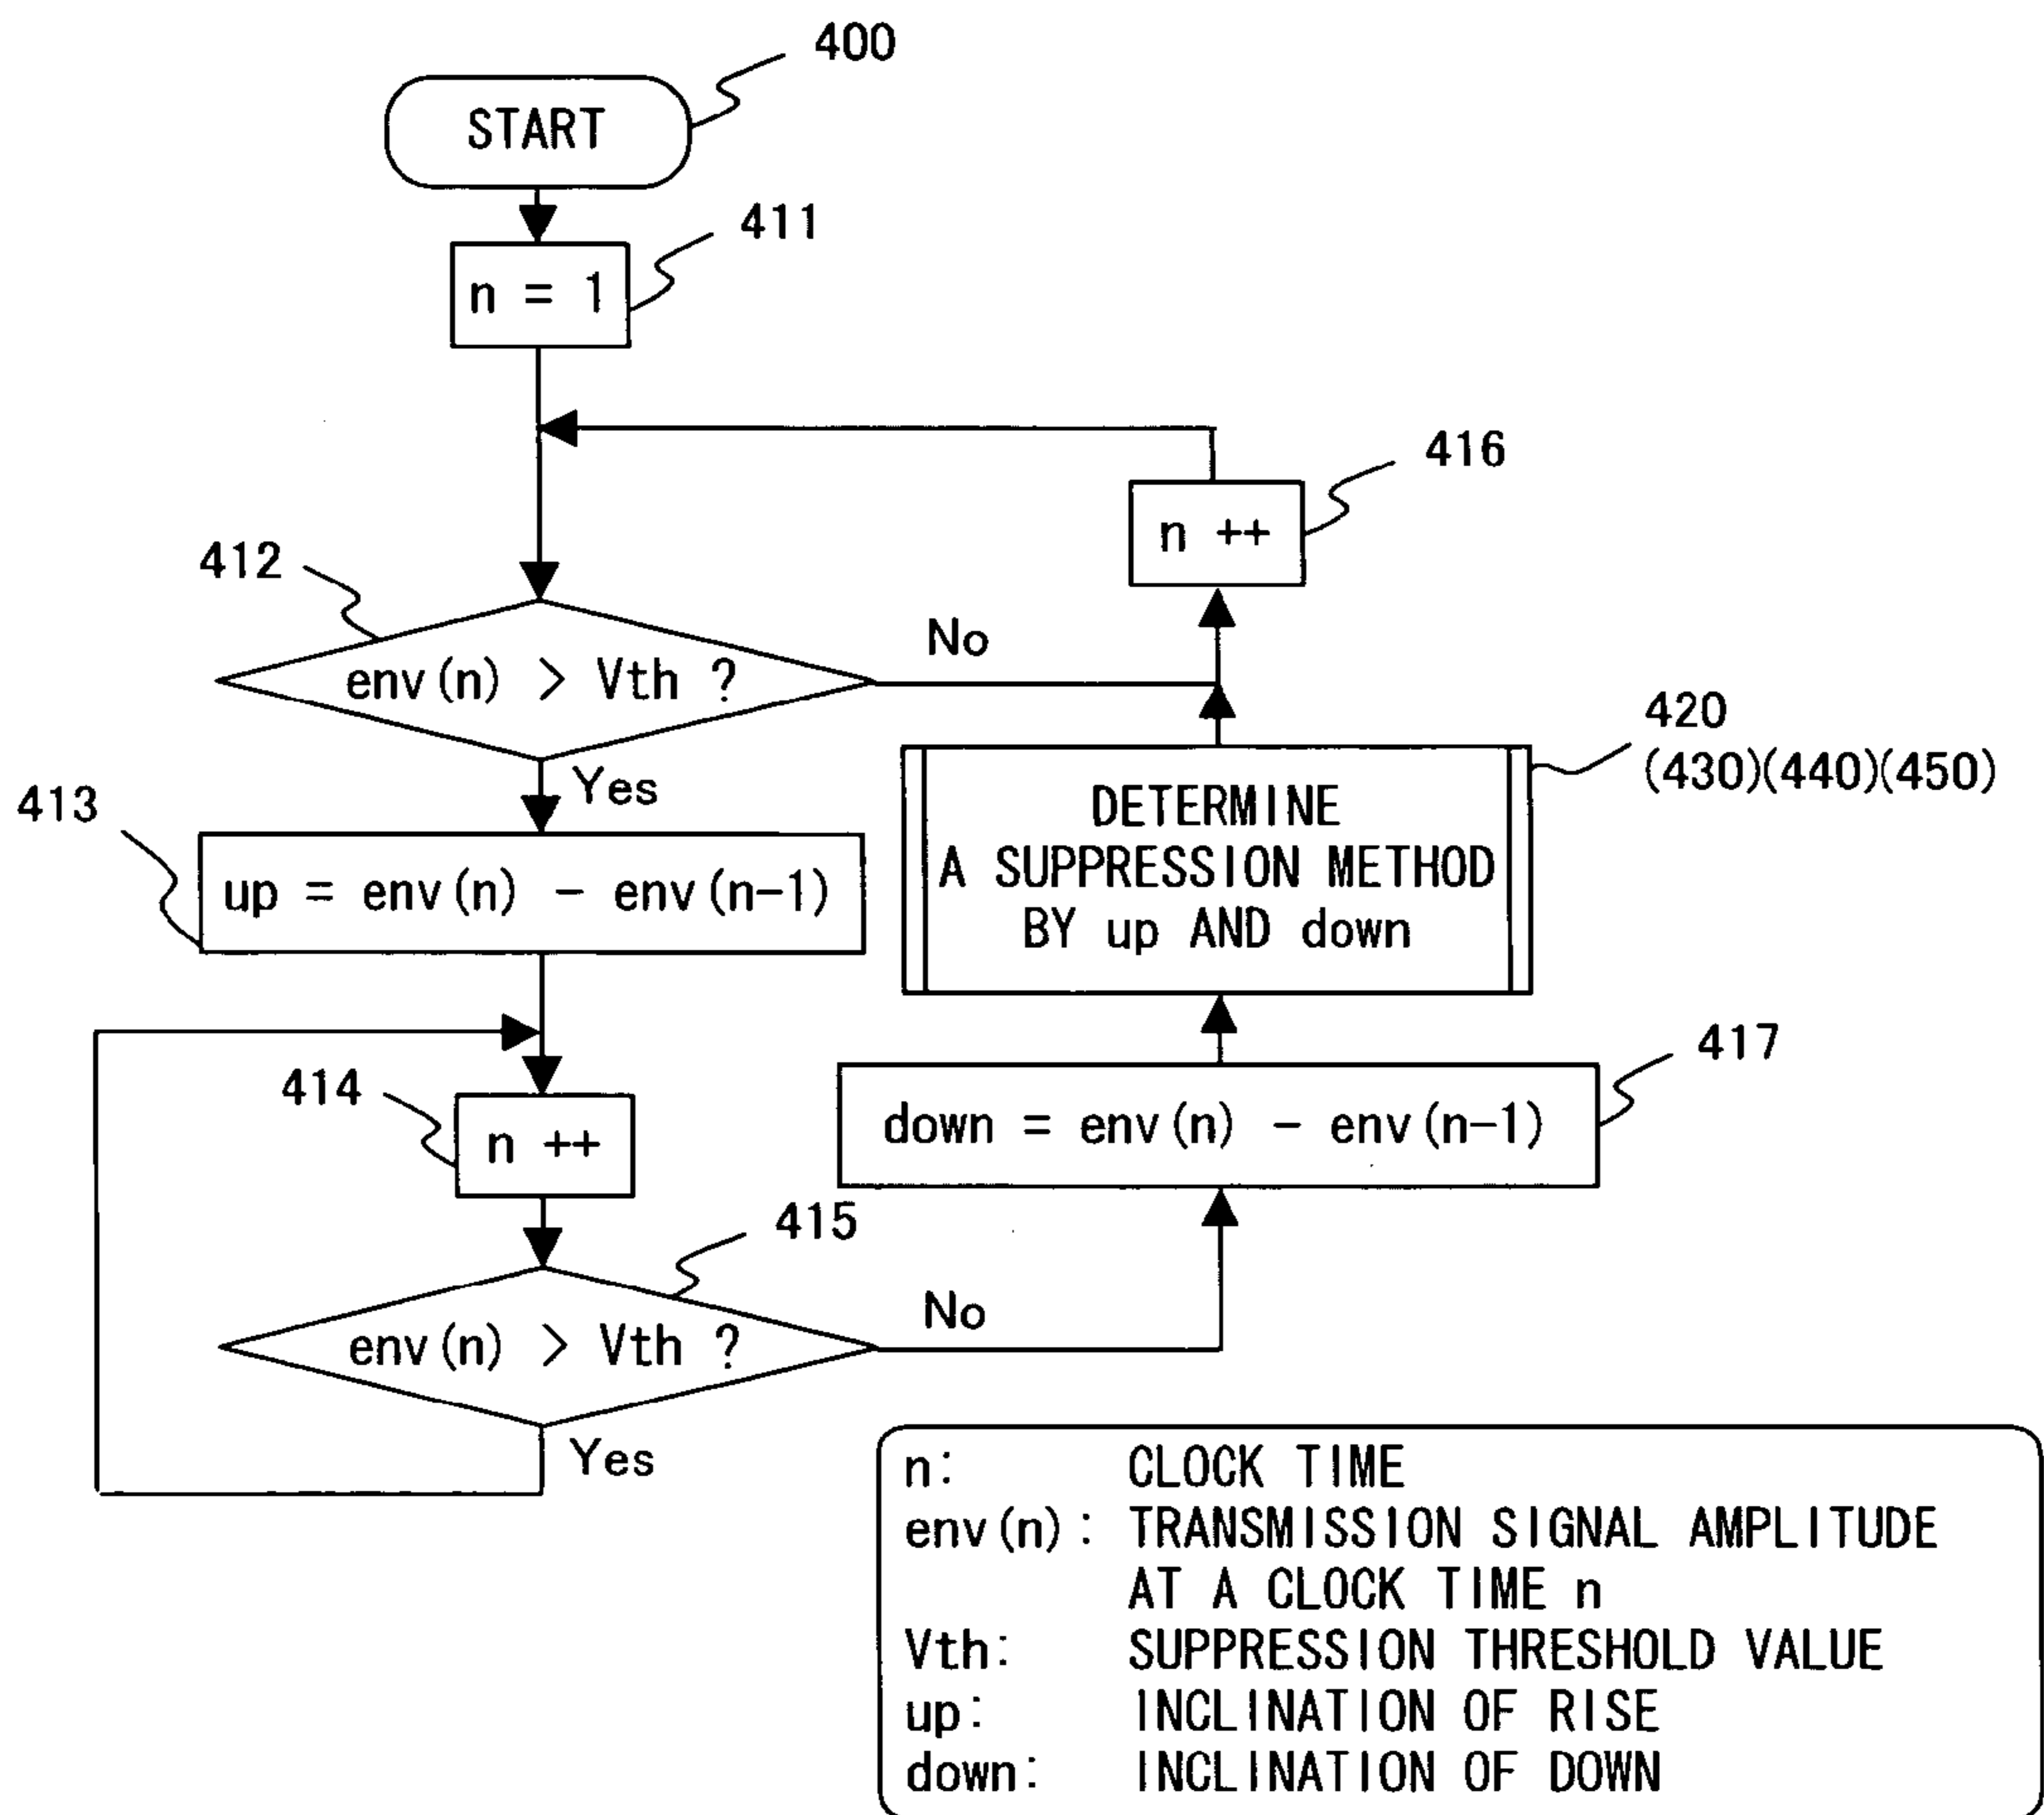 400
START
411
n = 1
416
n ++
412
env(n) > Vth ?
No
Yes
420
(430)(440)(450)
413
up = env(n) - env(n-1)
DETERMINE
A SUPPRESSION METHOD
BY up AND down
414
n ++
417
down = env(n) - env(n-1)
415
env(n) > Vth ?
No
Yes
n: CLOCK TIME
env(n): TRANSMISSION SIGNAL AMPLITUDE
AT A CLOCK TIME n
Vth: SUPPRESSION THRESHOLD VALUE
up: INCLINATION OF RISE
down: INCLINATION OF DOWN